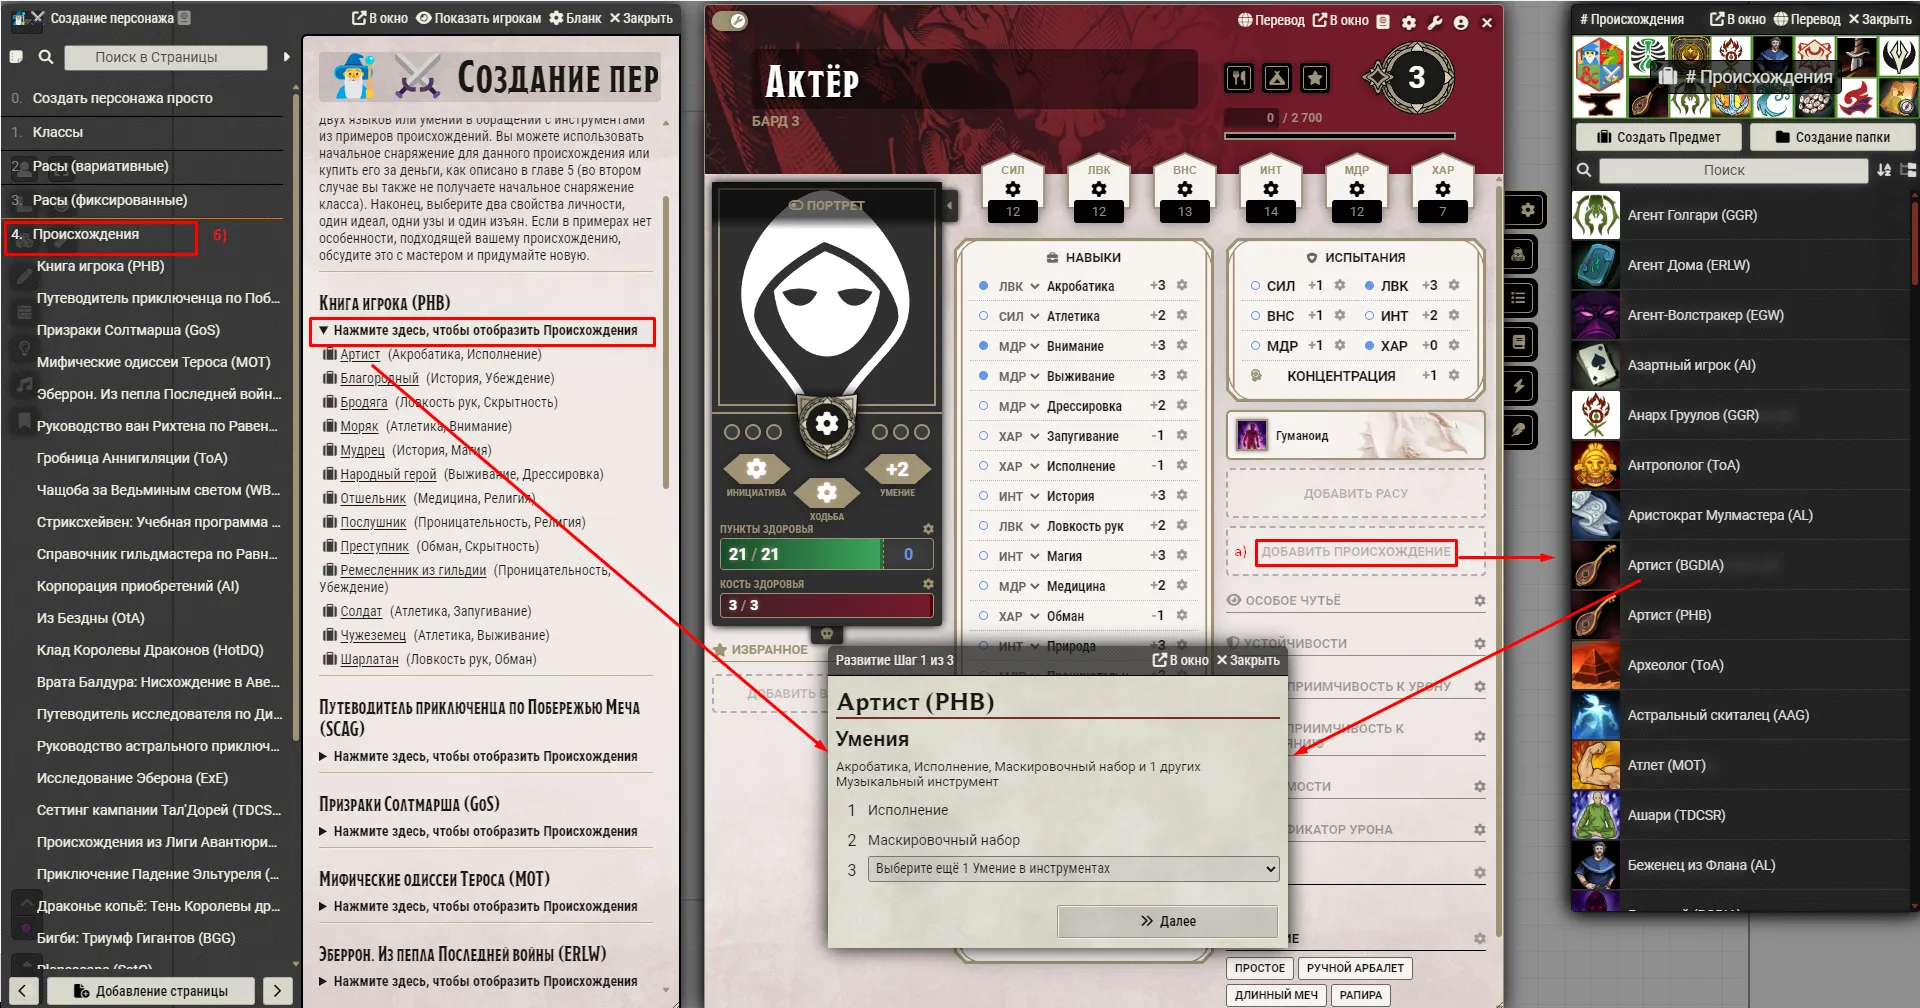 Создание персонажа
В окно
Показать игрокам
Бланк
Закрыть
Поиск в Страницы
0. Создать персонажа просто
1. Классы
2. Расы (вариативные)
3. Расы (фиксированные)
4. Происхождения
б)
Книга игрока (PHB)
Путеводитель приключенца по Поб...
Призраки Солтмарша (GoS)
Мифические одиссеи Тероса (MOT)
Эберрон. Из пепла Последней войн...
Руководство ван Рихтена по Равен...
Гробница Аннигиляции (ToA)
Чащоба за Ведьминым светом (WB...
Стриксхейвен: Учебная программа ...
Справочник гильдмастера по Равн...
Корпорация приобретений (AI)
Из Бездны (OtA)
Клад Королевы Драконов (HotDQ)
Врата Балдура: Нисхождение в Аве...
Путеводитель исследователя по Ди...
Руководство астрального приключ...
Исследование Эберона (ExE)
Сеттинг кампании Тал'Дорей (TDCS...
Происхождения из Лиги Авантюри...
Приключение Падение Эльтуреля (...
Драконье копьё: Тень Королевы др...
Бигби: Триумф Гигантов (BGG)
Добавление страницы
Создание пер
двух языков или умении в обращении с инструментами
из примеров происхождений. Вы можете использовать
начальное снаряжение для данного происхождения или
купить его за деньги, как описано в главе 5 (во втором
случае вы также не получаете начальное снаряжение
класса). Наконец, выберите два свойства личности,
один идеал, одни узы и один изъян. Если в примерах нет
особенности, подходящей вашему происхождению,
обсудите это с мастером и придумайте новую.
Книга игрока (PHB)
Нажмите здесь, чтобы отобразить Происхождения
Артист (Акробатика, Исполнение)
Благородный (История, Убеждение)
Бродяга (Ловкость рук, Скрытность)
Моряк (Атлетика, Внимание)
Мудрец (История, Магия)
Народный герой (Выживание, Дрессировка)
Отшельник (Медицина, Религия)
Послушник (Проницательность, Религия)
Преступник (Обман, Скрытность)
Ремесленник из гильдии (Проницательность,
Убеждение)
Солдат (Атлетика, Запугивание)
Чужеземец (Атлетика, Выживание)
Шарлатан (Ловкость рук, Обман)
Путеводитель приключенца по Побережью Меча
(SCAG)
Нажмите здесь, чтобы отобразить Происхождения
Призраки Солтмарша (GoS)
Нажмите здесь, чтобы отобразить Происхождения
Мифические одиссеи Тероса (MOT)
Нажмите здесь, чтобы отобразить Происхождения
Эберрон. Из пепла Последней войны (ERLW)
Нажмите здесь, чтобы отобразить Происхождения
Перевод
В окно
Актёр
БАРД 3
3
0 / 2 700
СИЛ
ЛВК
ВНС
ИНТ
МДР
ХАР
12
12
13
14
12
7
ПОРТРЕТ
ИНИЦИАТИВА
+2
УМЕНИЕ
ХОДЬБА
ПУНКТЫ ЗДОРОВЬЯ
21 / 21
0
КОСТЬ ЗДОРОВЬЯ
3 / 3
ИЗБРАННОЕ
ДОБАВИТЬ В
НАВЫКИ
ЛВК Акробатика +3
СИЛ Атлетика +2
МДР Внимание +3
МДР Выживание +3
МДР Дрессировка +2
ХАР Запугивание -1
ХАР Исполнение -1
ИНТ История +3
ЛВК Ловкость рук +2
ИНТ Магия +3
МДР Медицина +2
ХАР Обман -1
ИНТ Природа +3
ИСПЫТАНИЯ
СИЛ +1 ЛВК +3
ВНС +1 ИНТ +2
МДР +1 ХАР +0
КОНЦЕНТРАЦИЯ +1
Гуманоид
ДОБАВИТЬ РАСУ
а) ДОБАВИТЬ ПРОИСХОЖДЕНИЕ
ОСОБОЕ ЧУТЬЁ
УСТОЙЧИВОСТИ
ПРИИМЧИВОСТЬ К УРОНУ
ПРИИМЧИВОСТЬ К
ЯНИЮ
МОСТИ
ФИКАТОР УРОНА
ИЕ
ПРОСТОЕ
РУЧНОЙ АРБАЛЕТ
ДЛИННЫЙ МЕЧ
РАПИРА
Развитие Шаг 1 из 3
В окно
Закрыть
Артист (PHB)
Умения
Акробатика, Исполнение, Маскировочный набор и 1 других
Музыкальный инструмент
1 Исполнение
2 Маскировочный набор
3 Выберите ещё 1 Умение в инструментах
Далее
# Происхождения
В окно
Перевод
Закрыть
# Происхождения
Создать Предмет
Создание папки
Поиск
Агент Голгари (GGR)
Агент Дома (ERLW)
Агент-Волстракер (EGW)
Азартный игрок (AI)
Анарх Груулов (GGR)
Антрополог (ToA)
Аристократ Мулмастера (AL)
Артист (BGDIA)
Артист (PHB)
Археолог (ToA)
Астральный скиталец (AAG)
Атлет (MOT)
Ашари (TDCSR)
Беженец из Флана (AL)